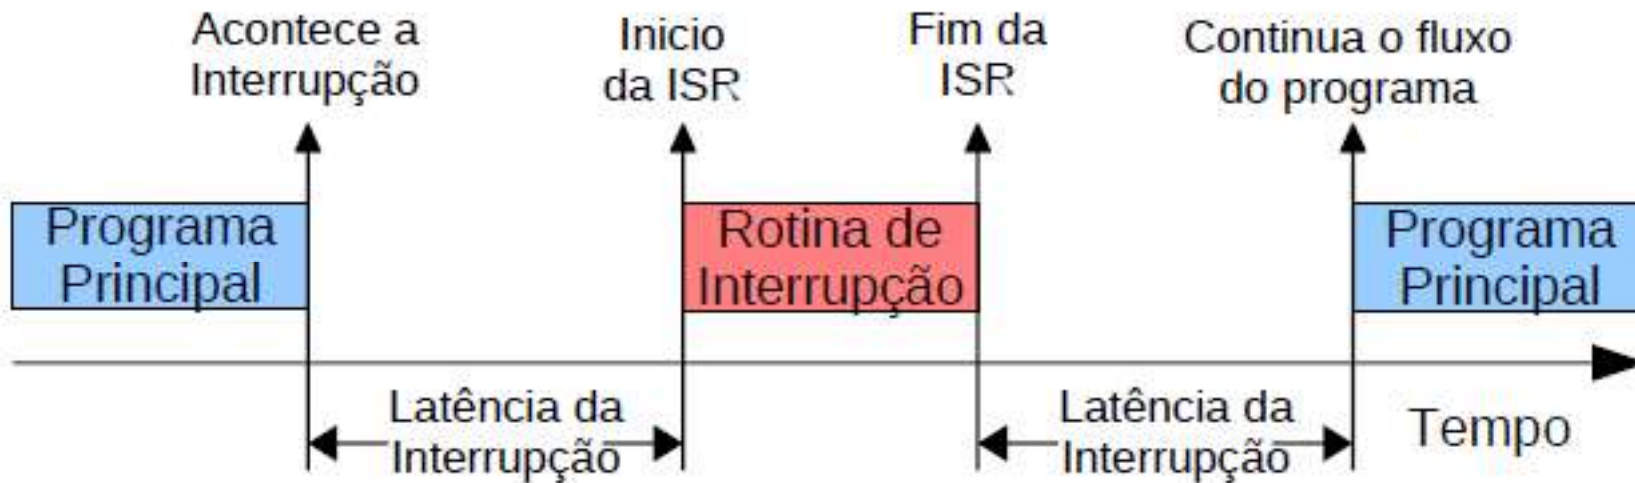 Acontece a
Interrupção
Inicio
da ISR
Fim da
ISR
Continua o fluxo
do programa
Programa
Principal
Rotina de
Interrupção
Programa
Principal
Latência da
Interrupção
Latência da
Interrupção
Tempo